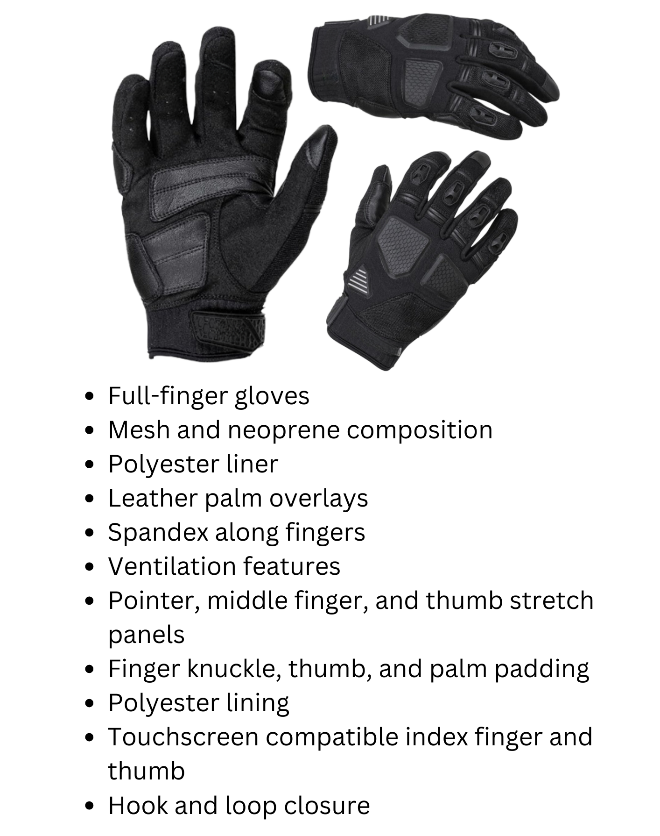 Full-finger gloves
Mesh and neoprene composition
Polyester liner
Leather palm overlays
Spandex along fingers
Ventilation features
Pointer, middle finger, and thumb stretch
panels
Finger knuckle, thumb, and palm padding
Polyester lining
Touchscreen compatible index finger and
thumb
Hook and loop closure